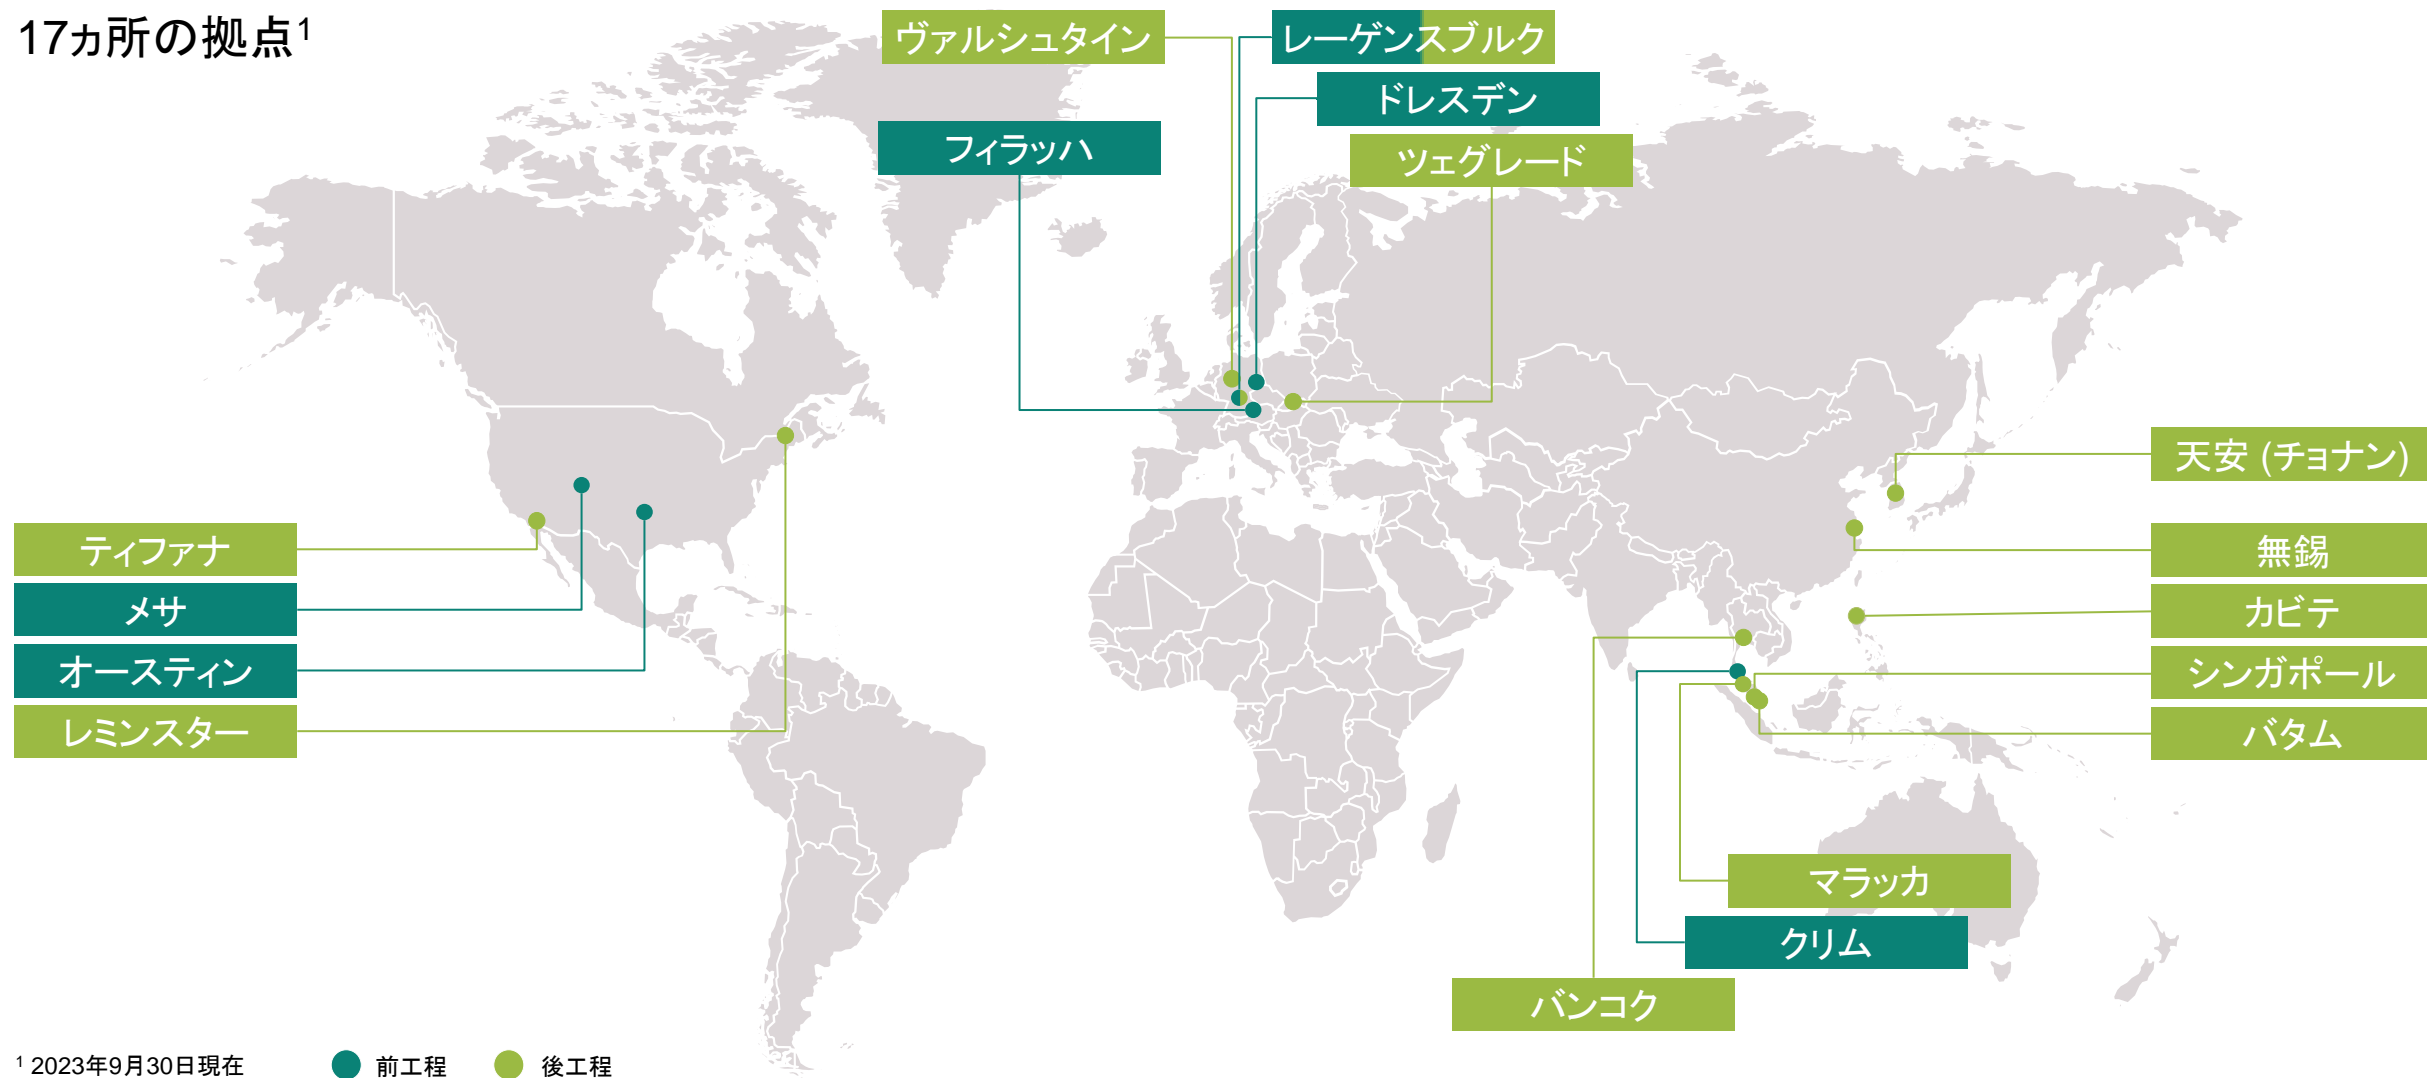 17ヵ所の拠点¹
ヴァルシュタイン
レーゲンスブルク
ドレスデン
フィラッハ
ツェグレード
天安 (チョナン)
ティファナ
無錫
メサ
カビテ
オースティン
シンガポール
レミンスター
バタム
マラッカ
クリム
バンコク
¹ 2023年9月30日現在 前工程 後工程